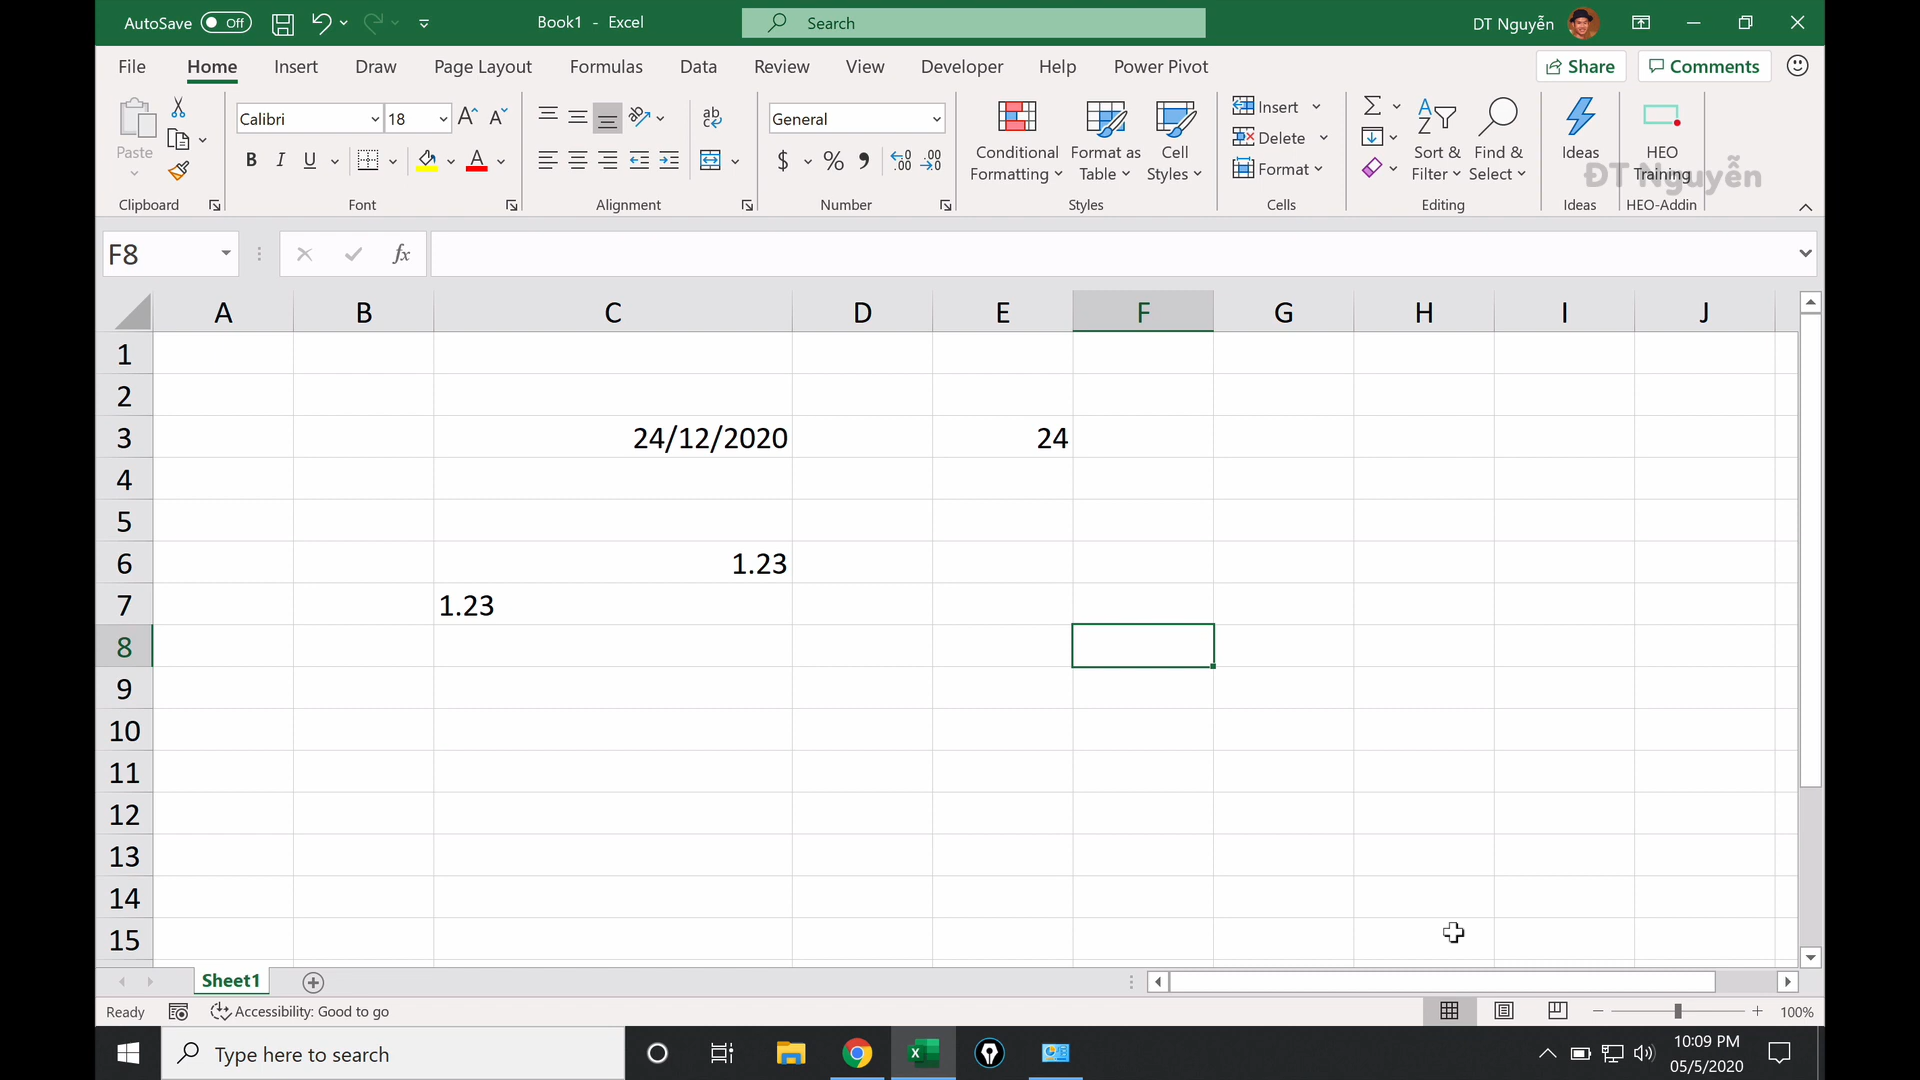 AutoSave Off Book1 - Excel Search DT Nguyễn
File Home Insert Draw Page Layout Formulas Data Review View Developer Help Power Pivot Share Comments
Calibri 18 General Insert
Paste B I U $ % Delete
Conditional Format as Cell Sort & Find & Ideas HEO
Formatting Table Styles Format Filter Select Training
ĐT Nguyễn
Clipboard Font Alignment Number Styles Cells Editing Ideas HEO-Addin
F8 fx
A B C D E F G H I J
1
2
3 24/12/2020 24
4
5
6 1.23
7 1.23
8
9
10
11
12
13
14
15
Sheet1
Ready Accessibility: Good to go 100%
Type here to search 10:09 PM
05/5/2020